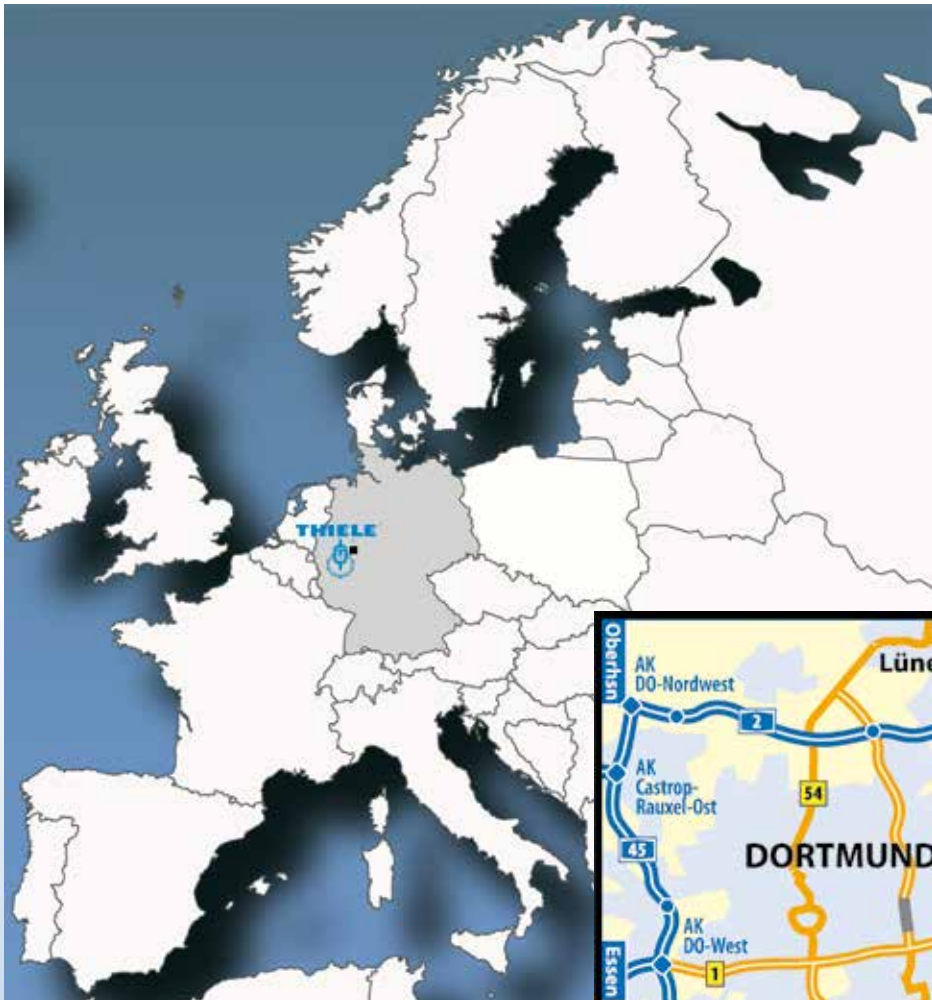 THIELE
Oberhsn
AK
DO-Nordwest
Lüne
2
AK
Castrop-
Rauxel-Ost
54
45
DORTMUND
AK
DO-West
1
Essen